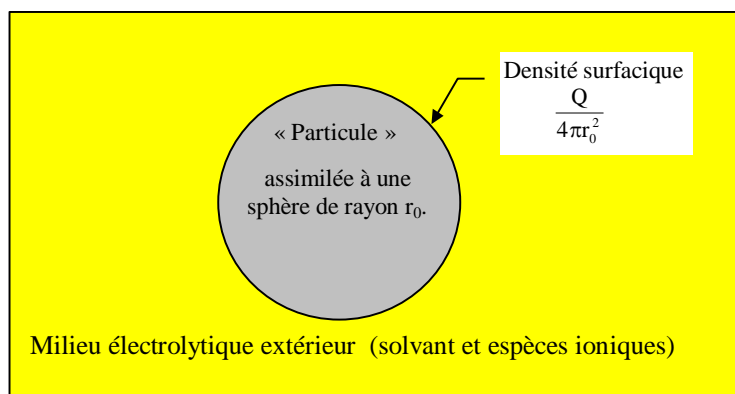 Densité surfacique
Q
4πr₀²
« Particule »
assimilée à une
sphère de rayon r₀.
Milieu électrolytique extérieur (solvant et espèces ioniques)